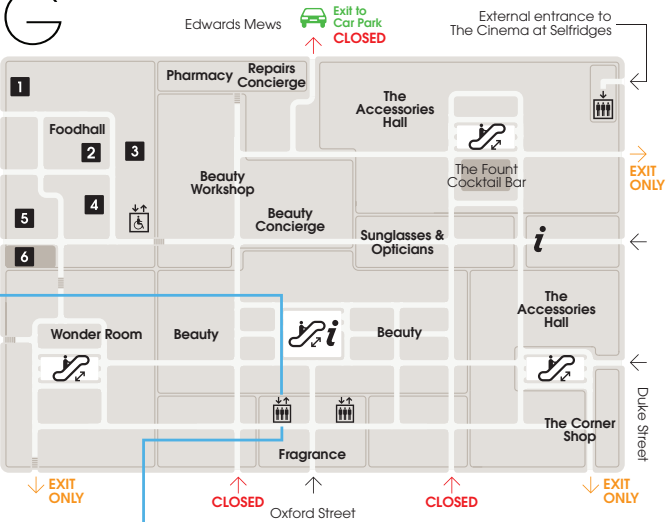 G
Edwards Mews
Exit to
Car Park
CLOSED
External entrance to
The Cinema at Selfridges
1
Pharmacy
Repairs
Concierge
The
Accessories
Hall
Foodhall
2
3
The Fount
Cocktail Bar
EXIT
ONLY
Beauty
Workshop
4
5
Beauty
Concierge
Sunglasses &
Opticians
i
6
The
Accessories
Hall
Wonder Room
Beauty
i
Beauty
Duke Street
The Corner
Shop
Fragrance
EXIT
ONLY
CLOSED
Oxford Street
CLOSED
EXIT
ONLY